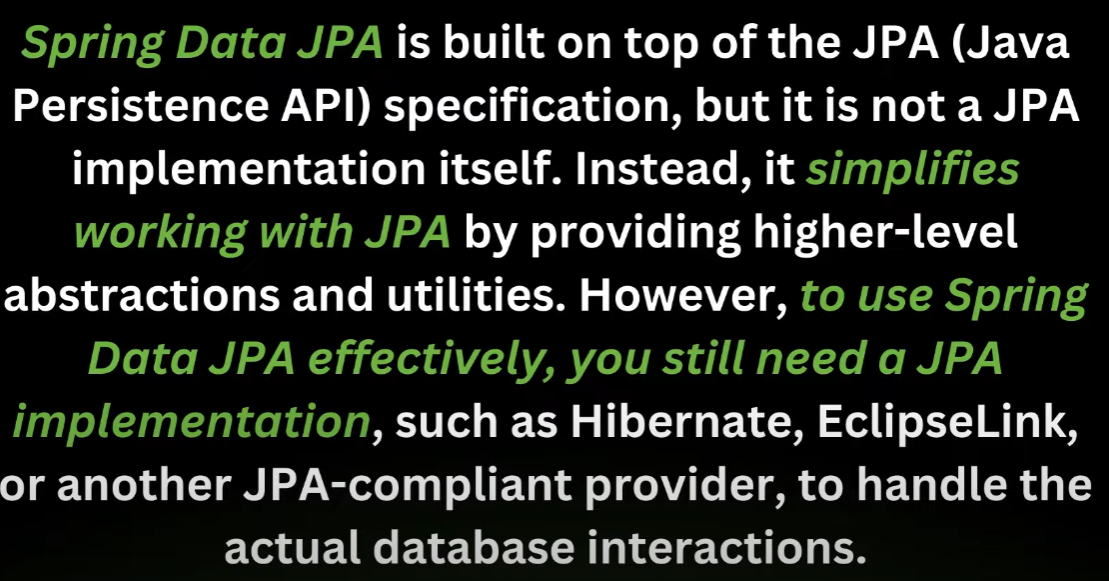 Spring Data JPA is built on top of the JPA (Java
Persistence API) specification, but it is not a JPA
implementation itself. Instead, it simplifies
working with JPA by providing higher-level
abstractions and utilities. However, to use Spring
Data JPA effectively, you still need a JPA
implementation, such as Hibernate, EclipseLink,
or another JPA-compliant provider, to handle the
actual database interactions.